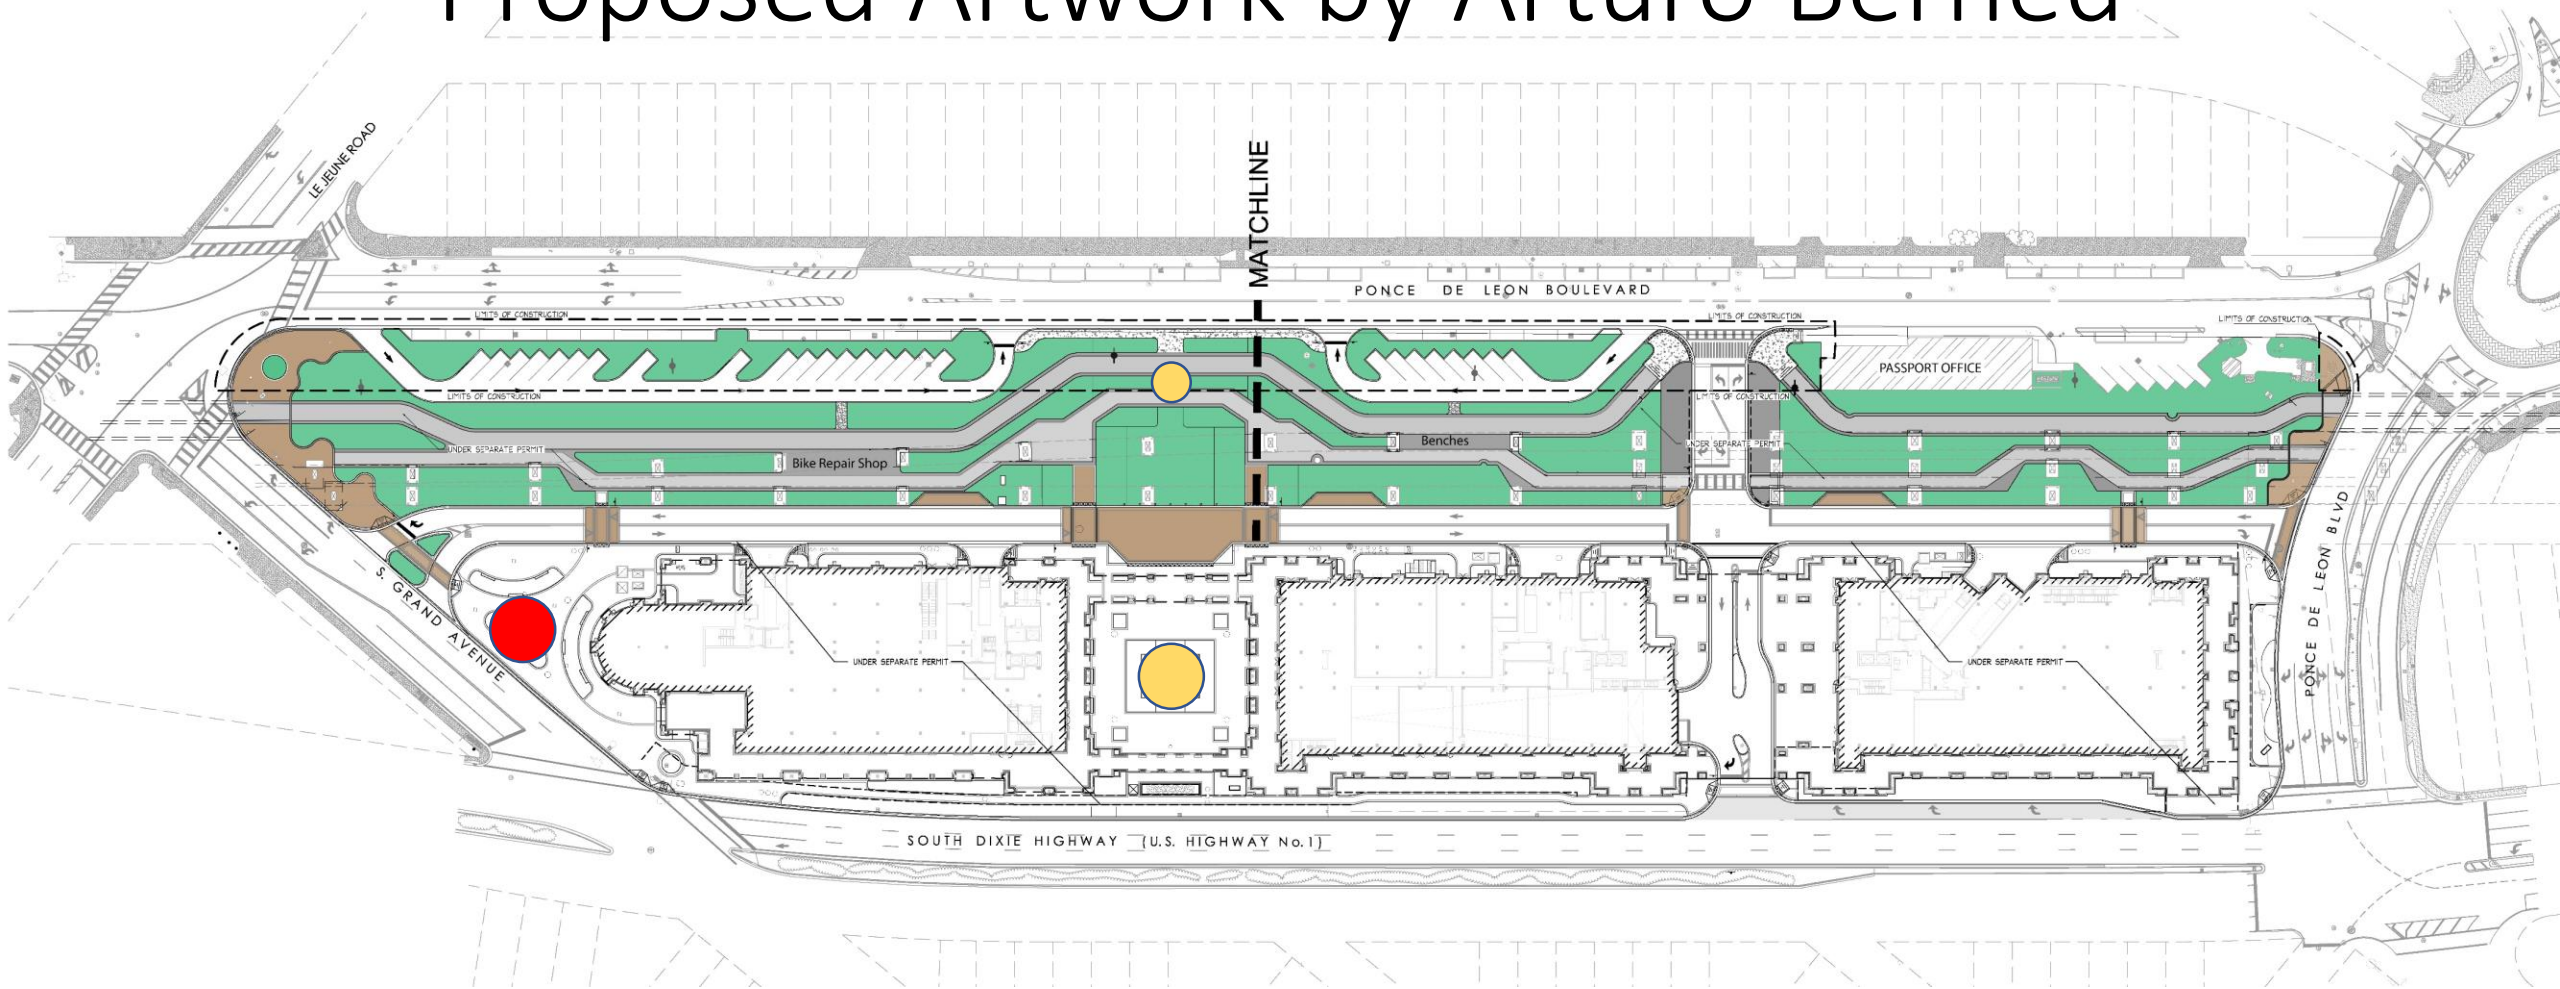 Proposed Artwork by Arturo Berned
LE JEUNE ROAD
MATCHLINE
PONCE DE LEON BOULEVARD
LIMITS OF CONSTRUCTION
LIMITS OF CONSTRUCTION
LIMITS OF CONSTRUCTION
PASSPORT OFFICE
LIMITS OF CONSTRUCTION
LIMITS OF CONSTRUCTION
UNDER SEPARATE PERMIT
Bike Repair Shop
Benches
UNDER SEPARATE PERMIT
S. GRAND AVENUE
PONCE DE LEON BLVD
UNDER SEPARATE PERMIT
UNDER SEPARATE PERMIT
SOUTH DIXIE HIGHWAY (U.S. HIGHWAY No.1)